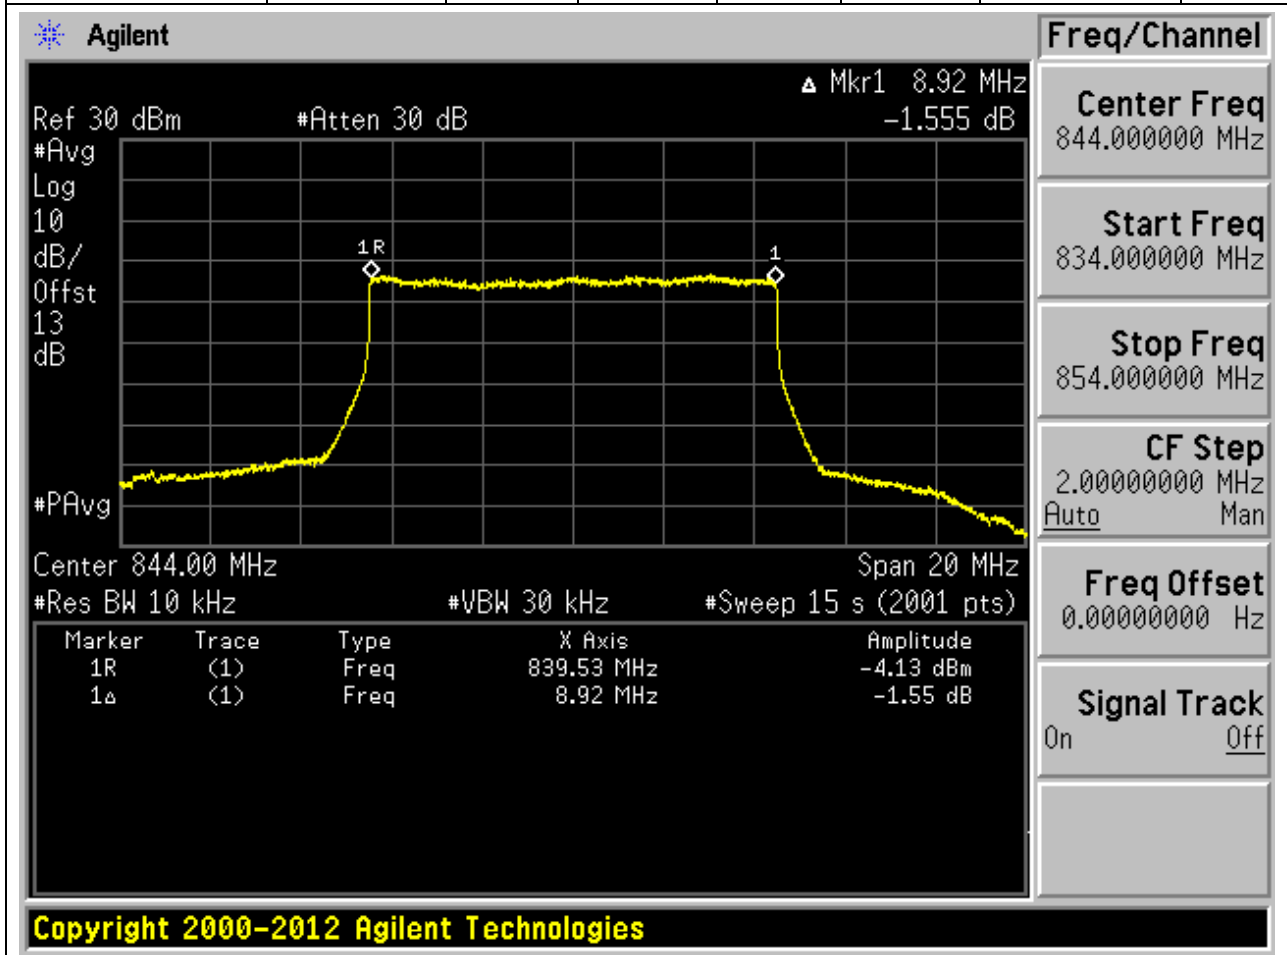 Agilent
Freq/Channel
▵ Mkr1 8.92 MHz
Ref 30 dBm #Atten 30 dB -1.555 dB
#Avg
Log
10
dB/
Offst
13
dB
#PAvg
1R
1
Center 844.00 MHz Span 20 MHz
#Res BW 10 kHz #VBW 30 kHz #Sweep 15 s (2001 pts)
Marker Trace Type X Axis Amplitude
1R (1) Freq 839.53 MHz -4.13 dBm
1▵ (1) Freq 8.92 MHz -1.55 dB
Center Freq
844.000000 MHz
Start Freq
834.000000 MHz
Stop Freq
854.000000 MHz
CF Step
2.00000000 MHz
Auto Man
Freq Offset
0.00000000 Hz
Signal Track
On Off
Copyright 2000-2012 Agilent Technologies